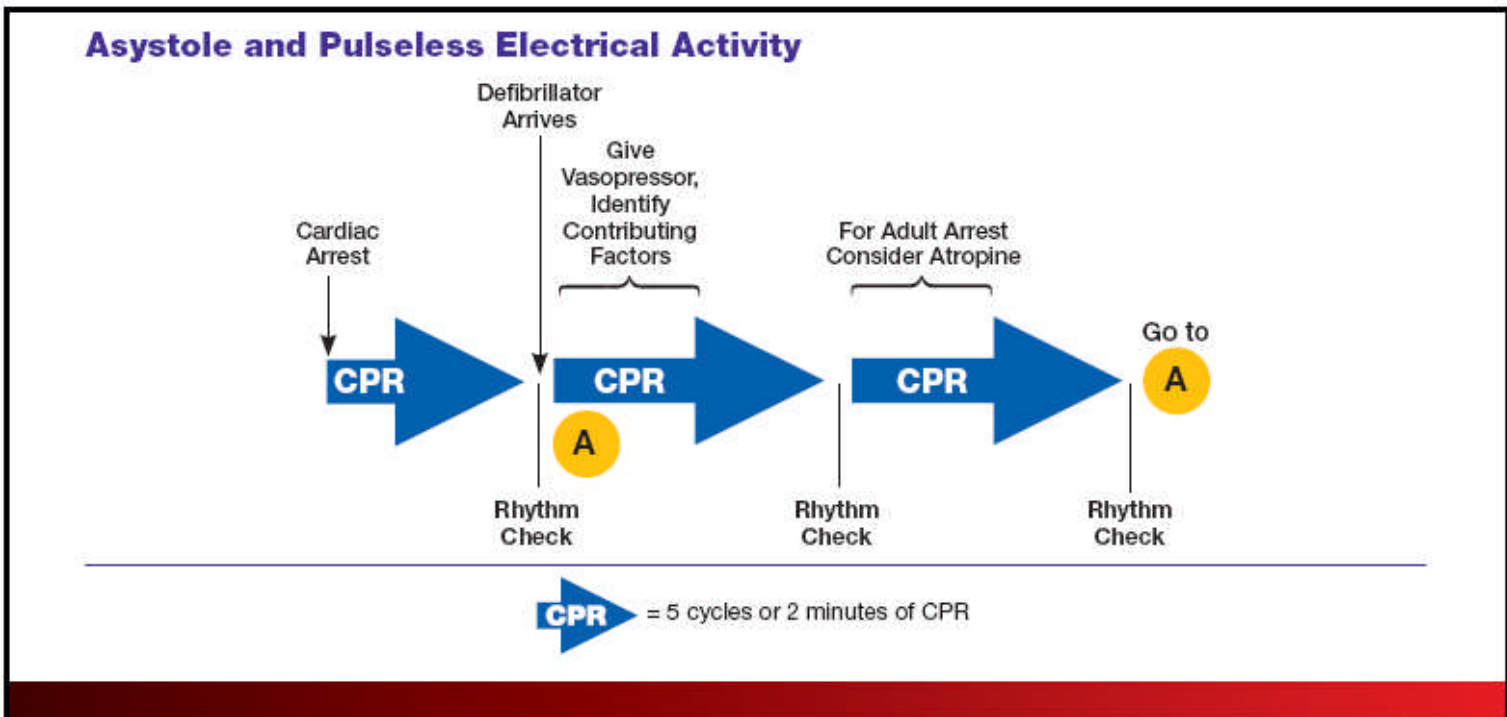 Asystole and Pulseless Electrical Activity
Defibrillator
Arrives
Give
Vasopressor,
Identify
Contributing
Factors
Cardiac
Arrest
For Adult Arrest
Consider Atropine
Go to
CPR
CPR
CPR
A
A
Rhythm
Check
Rhythm
Check
Rhythm
Check
CPR = 5 cycles or 2 minutes of CPR